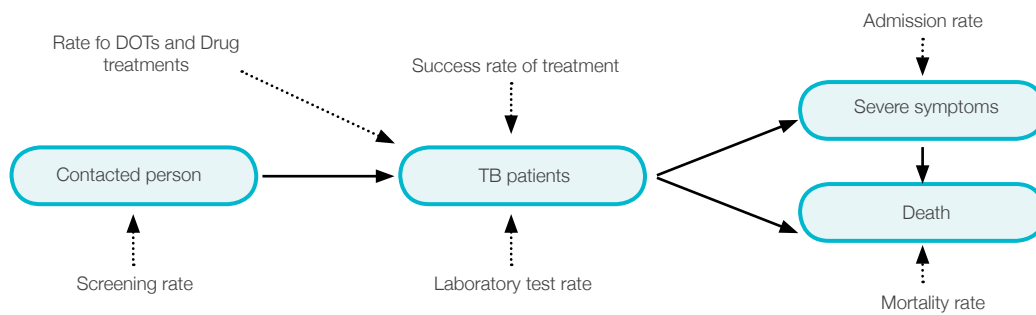 Admission rate
Rate fo DOTs and Drug
treatments
Success rate of treatment
Severe symptoms
Contacted person
TB patients
Death
Screening rate
Laboratory test rate
Mortality rate